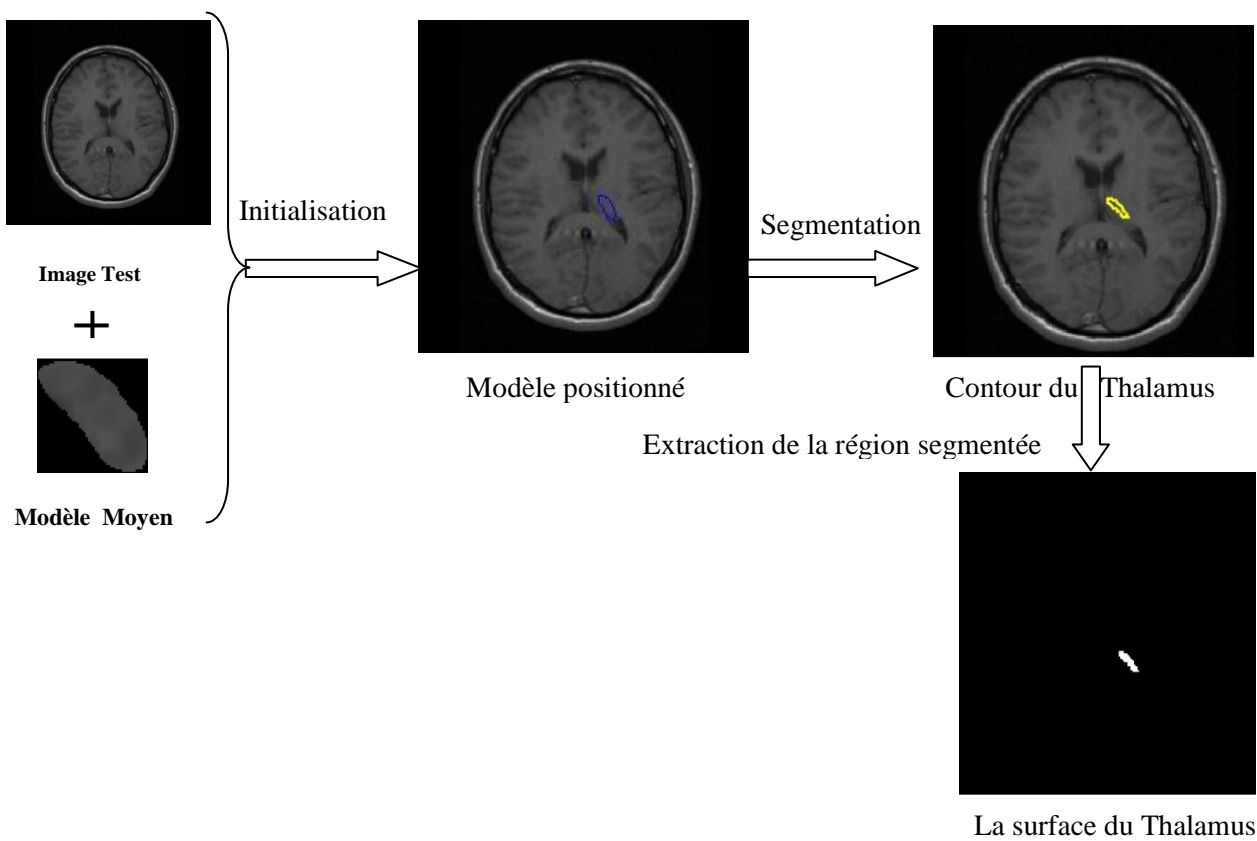 Image Test
+
Modèle Moyen
Initialisation
Modèle positionné
Segmentation
Contour du Thalamus
Extraction de la région segmentée
La surface du Thalamus